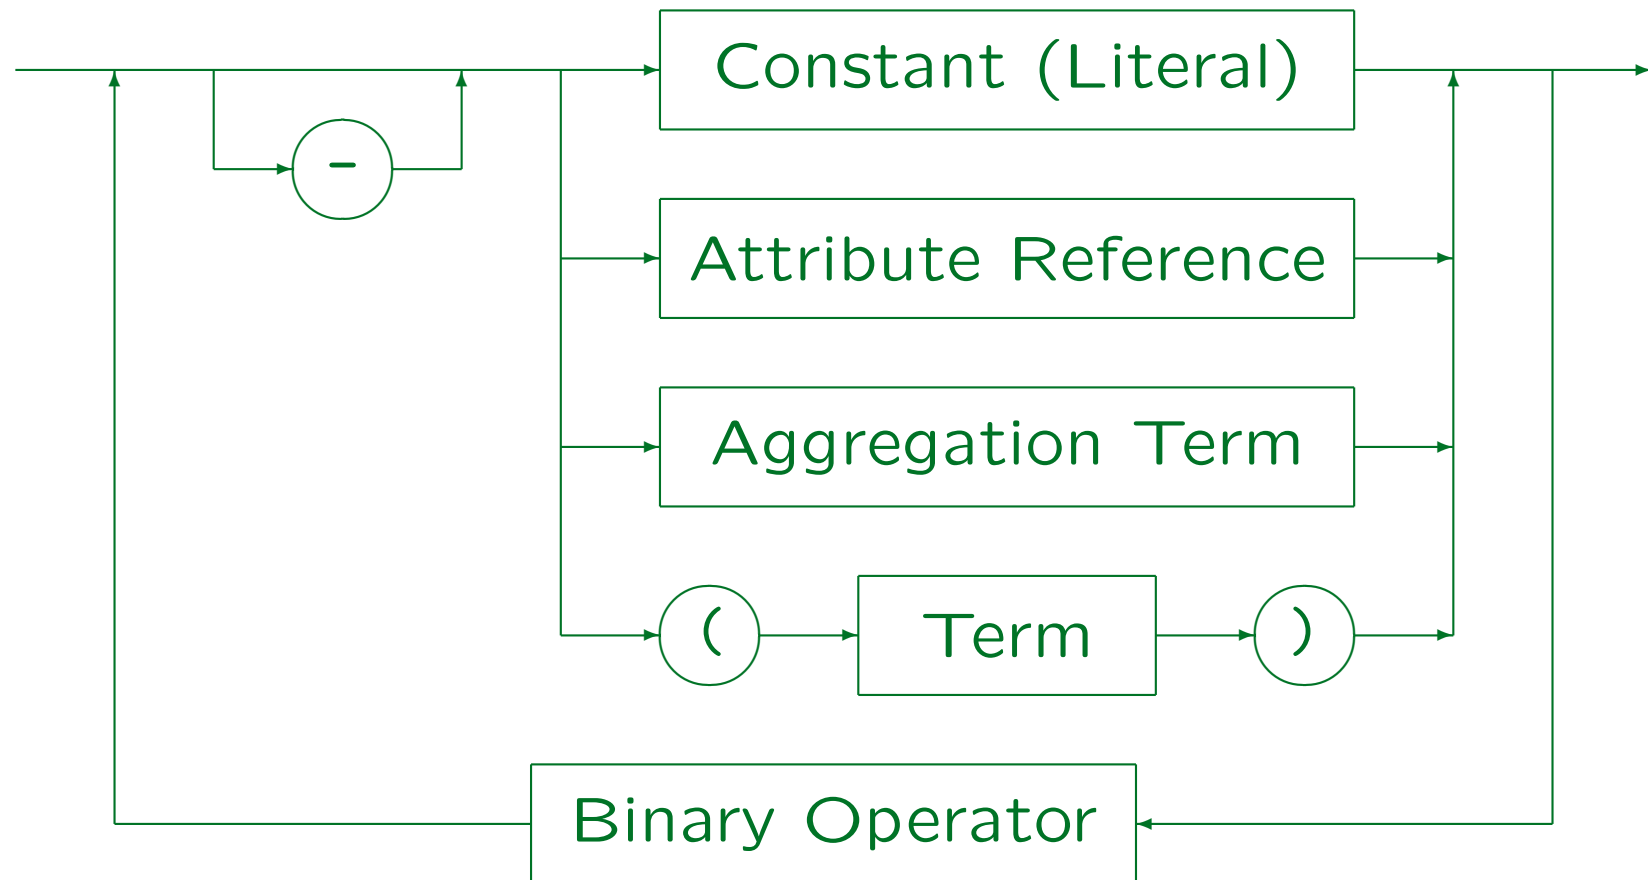 Constant (Literal)
-
Attribute Reference
Aggregation Term
( Term )
Binary Operator